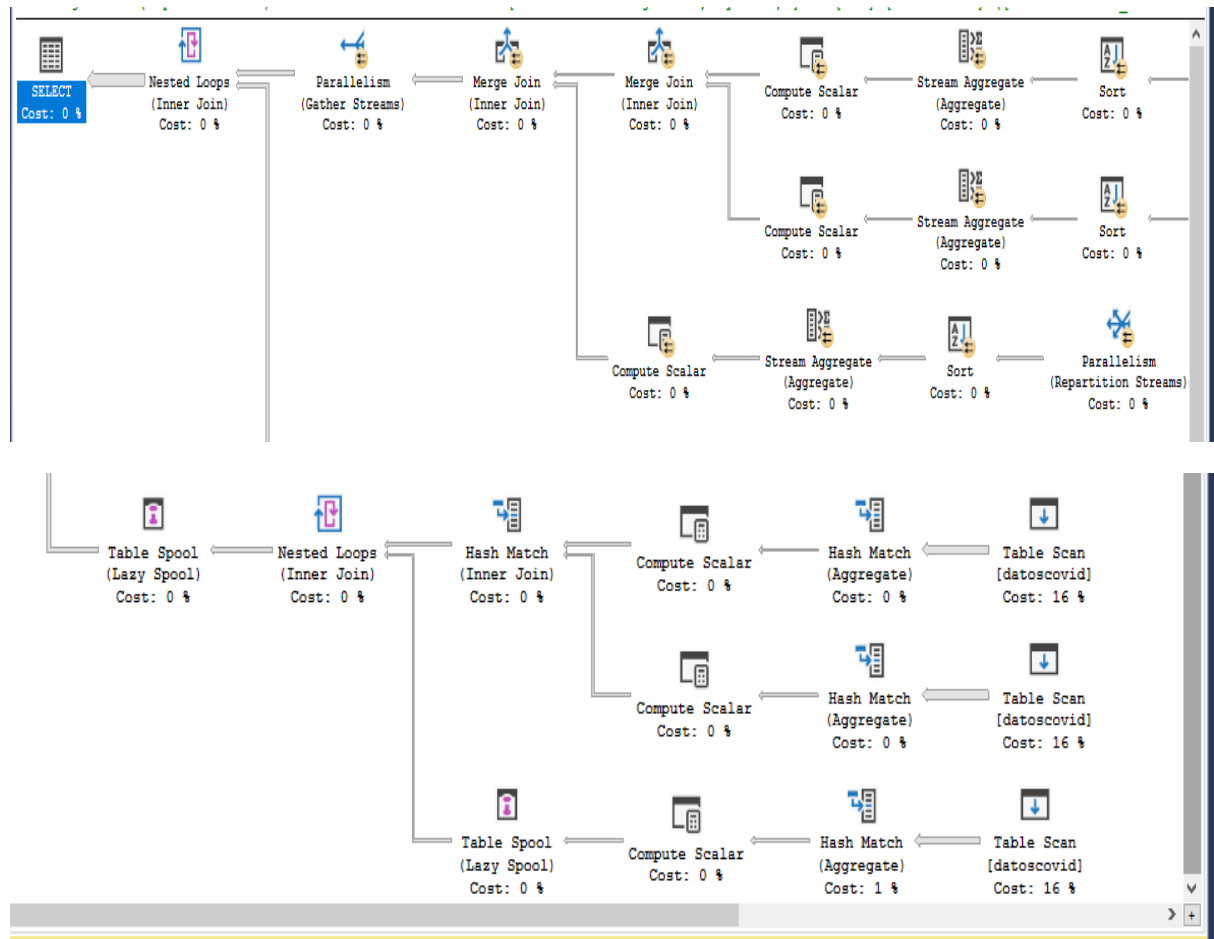 SELECT
Cost: 0 %
Nested Loops
(Inner Join)
Cost: 0 %
Parallelism
(Gather Streams)
Cost: 0 %
Merge Join
(Inner Join)
Cost: 0 %
Merge Join
(Inner Join)
Cost: 0 %
Compute Scalar
Cost: 0 %
Stream Aggregate
(Aggregate)
Cost: 0 %
Sort
Cost: 0 %
Compute Scalar
Cost: 0 %
Stream Aggregate
(Aggregate)
Cost: 0 %
Sort
Cost: 0 %
Compute Scalar
Cost: 0 %
Stream Aggregate
(Aggregate)
Cost: 0 %
Sort
Cost: 0 %
Parallelism
(Repartition Streams)
Cost: 0 %
Table Spool
(Lazy Spool)
Cost: 0 %
Nested Loops
(Inner Join)
Cost: 0 %
Hash Match
(Inner Join)
Cost: 0 %
Compute Scalar
Cost: 0 %
Hash Match
(Aggregate)
Cost: 0 %
Table Scan
[datoscovid]
Cost: 16 %
Compute Scalar
Cost: 0 %
Hash Match
(Aggregate)
Cost: 0 %
Table Scan
[datoscovid]
Cost: 16 %
Table Spool
(Lazy Spool)
Cost: 0 %
Compute Scalar
Cost: 0 %
Hash Match
(Aggregate)
Cost: 1 %
Table Scan
[datoscovid]
Cost: 16 %